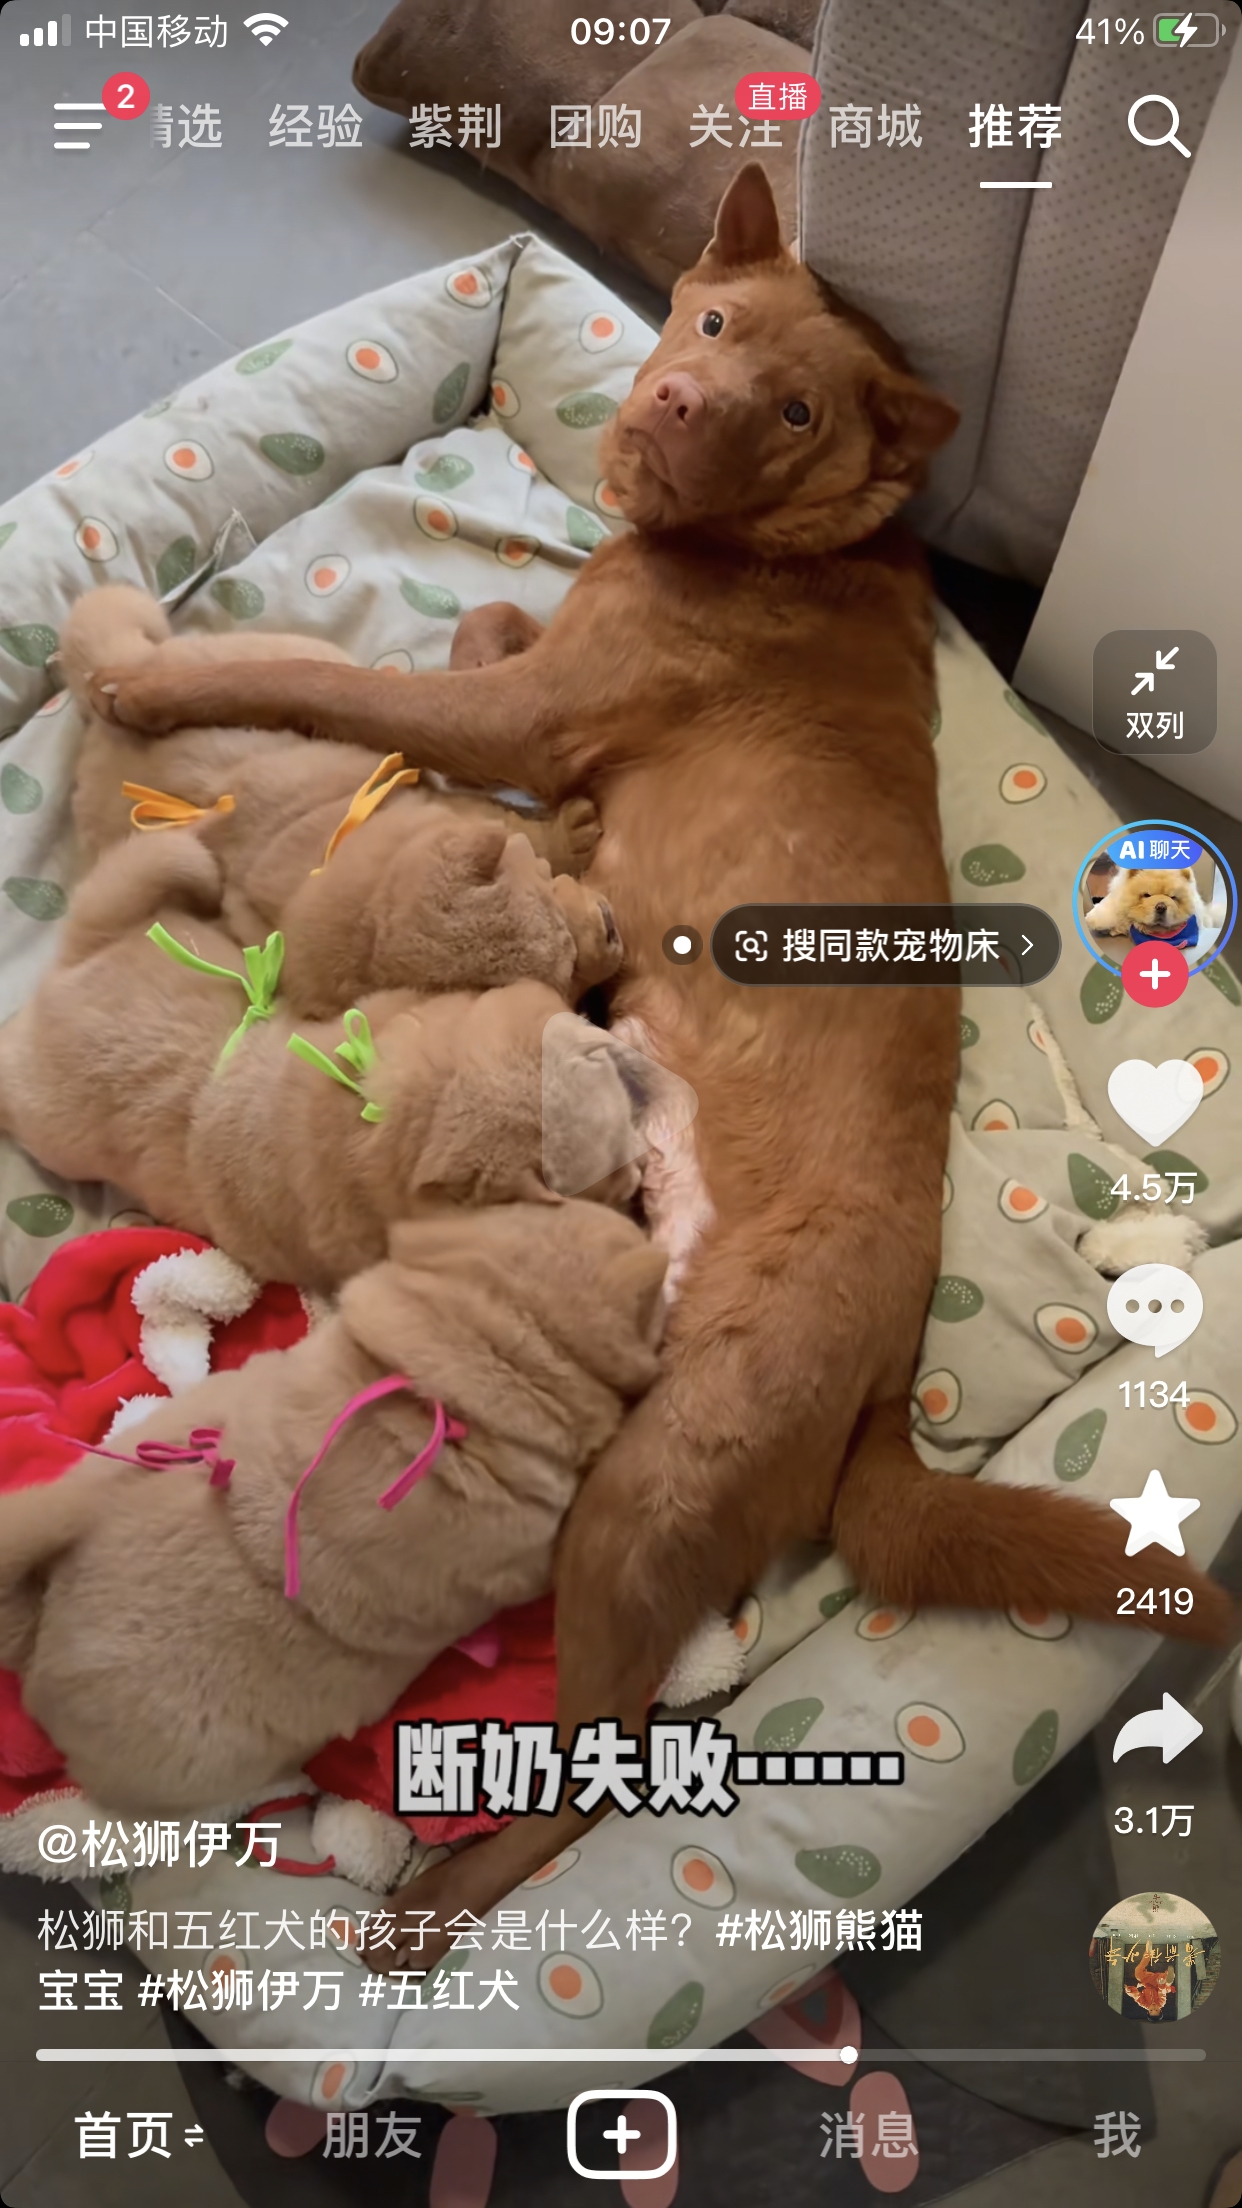 中国移动
09:07
41%
2
精选 经验 紫荆 团购 关注 商城 推荐
直播
双列
AI 聊天
搜同款宠物床
4.5万
1134
2419
3.1万
断奶失败……
@松狮伊万
松狮和五红犬的孩子会是什么样？#松狮熊猫
宝宝 #松狮伊万 #五红犬
首页 朋友 消息 我